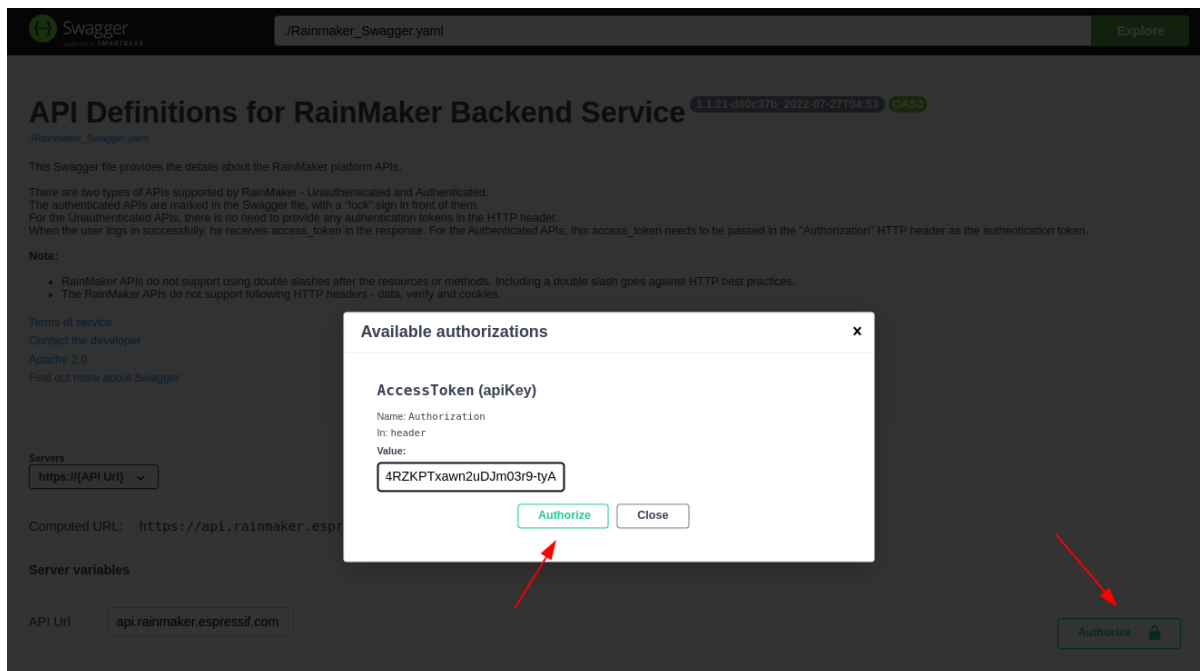 Swagger.
Supported by SMARTBEAR
./Rainmaker_Swagger.yaml
Explore
API Definitions for RainMaker Backend Service 1.1.21-d60c37b_2022-07-27T04:53 OAS3
./Rainmaker_Swagger.yaml
This Swagger file provides the details about the RainMaker platform APIs.
There are two types of APIs supported by RainMaker - Unauthenticated and Authenticated.
The authenticated APIs are marked in the Swagger file, with a "lock" sign in front of them.
For the Unauthenticated APIs, there is no need to provide any authentication tokens in the HTTP header.
When the user logs in successfully, he receives access_token in the response. For the Authenticated APIs, this access_token needs to be passed in the "Authorization" HTTP header as the authentication token.
Note:
RainMaker APIs do not support using double slashes after the resources or methods. Including a double slash goes against HTTP best practices.
The RainMaker APIs do not support following HTTP headers - data, verify and cookies.
Terms of service
Contact the developer
Apache 2.0
Find out more about Swagger
Available authorizations
×
AccessToken (apiKey)
Name: Authorization
In: header
Value:
4RZKPTxawn2uDJm03r9-tyA
Authorize
Close
Servers
https://{API Url}
Computed URL: https://api.rainmaker.espr
Server variables
API Url
api.rainmaker.espressif.com
Authorize